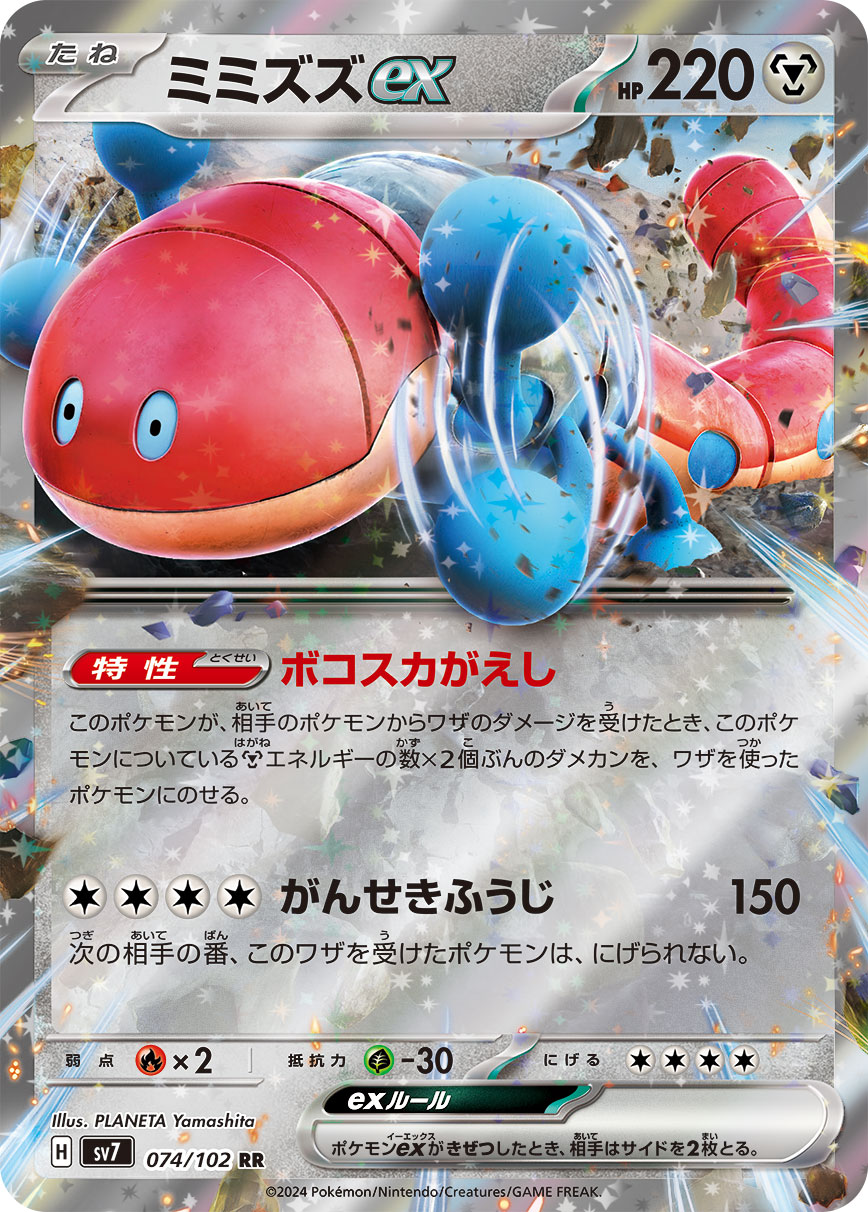 たね ミミズズex HP220
特性 とくせい ボコスカがえし
このポケモンが、相手のポケモンからワザのダメージを受けたとき、このポケ
モンについているエネルギーの数×2個ぶんのダメカンを、ワザを使った
ポケモンにのせる。
がんせきふうじ 150
次の相手の番、このワザを受けたポケモンは、にげられない。
弱点 ×2 抵抗力 -30 にげる
exルール
ポケモンexがきぜつしたとき、相手はサイドを2枚とる。
Illus. PLANETA Yamashita
H sv7 074/102 RR
©2024 Pokémon/Nintendo/Creatures/GAME FREAK.